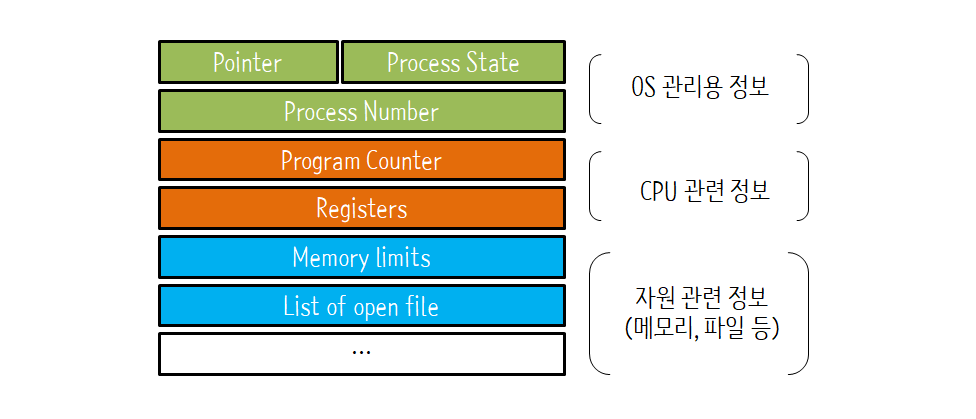 Pointer
Process State
Process Number
Program Counter
Registers
Memory limits
List of open file
...
OS 관리용 정보
CPU 관련 정보
자원 관련 정보
(메모리, 파일 등)